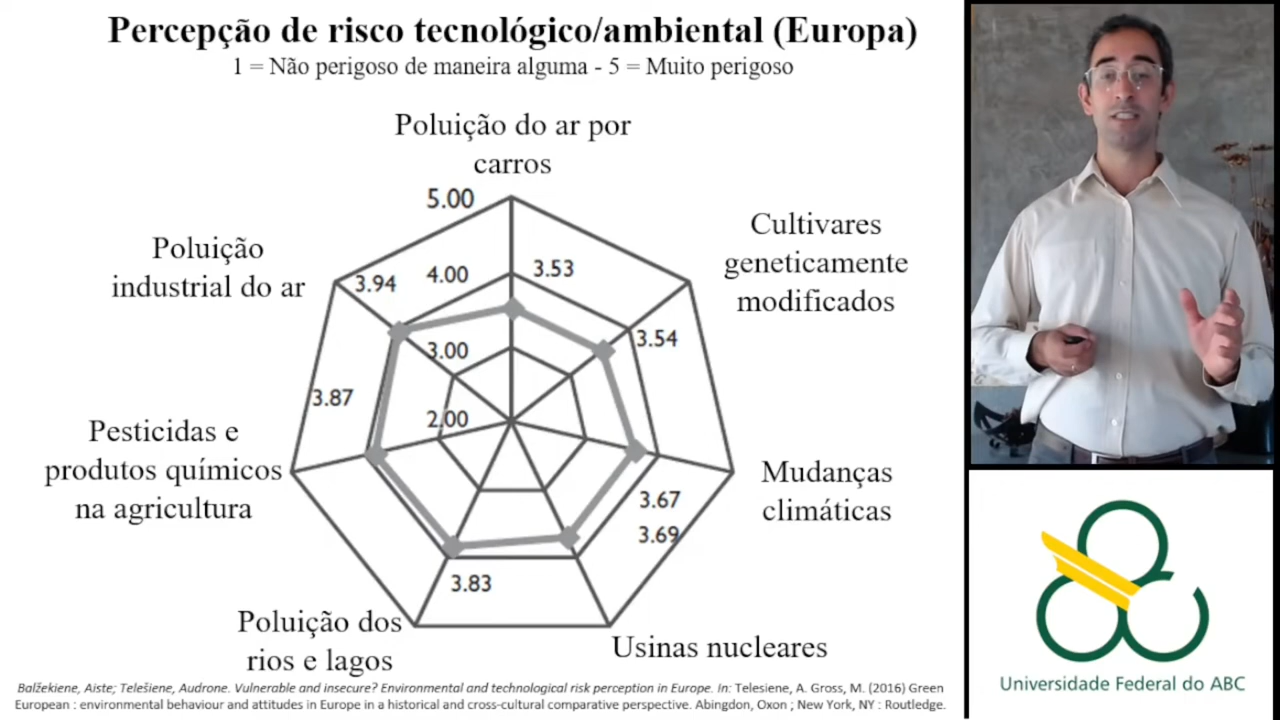 Percepção de risco tecnológico/ambiental (Europa)
1 = Não perigoso de maneira alguma - 5 = Muito perigoso
Poluição do ar por
carros
5.00
Cultivares
geneticamente
modificados
Poluição
industrial do ar
3.94
4.00
3.53
3.54
3.00
3.87
2.00
Pesticidas e
produtos químicos
na agricultura
Mudanças
climáticas
3.67
3.69
3.83
Poluição dos
rios e lagos
Usinas nucleares
Balžekiene, Aiste; Telešiene, Audrone. Vulnerable and insecure? Environmental and technological risk perception in Europe. In: Telesiene, A. Gross, M. (2016) Green
European : environmental behaviour and attitudes in Europe in a historical and cross-cultural comparative perspective. Abingdon, Oxon ; New York, NY : Routledge.
Universidade Federal do ABC